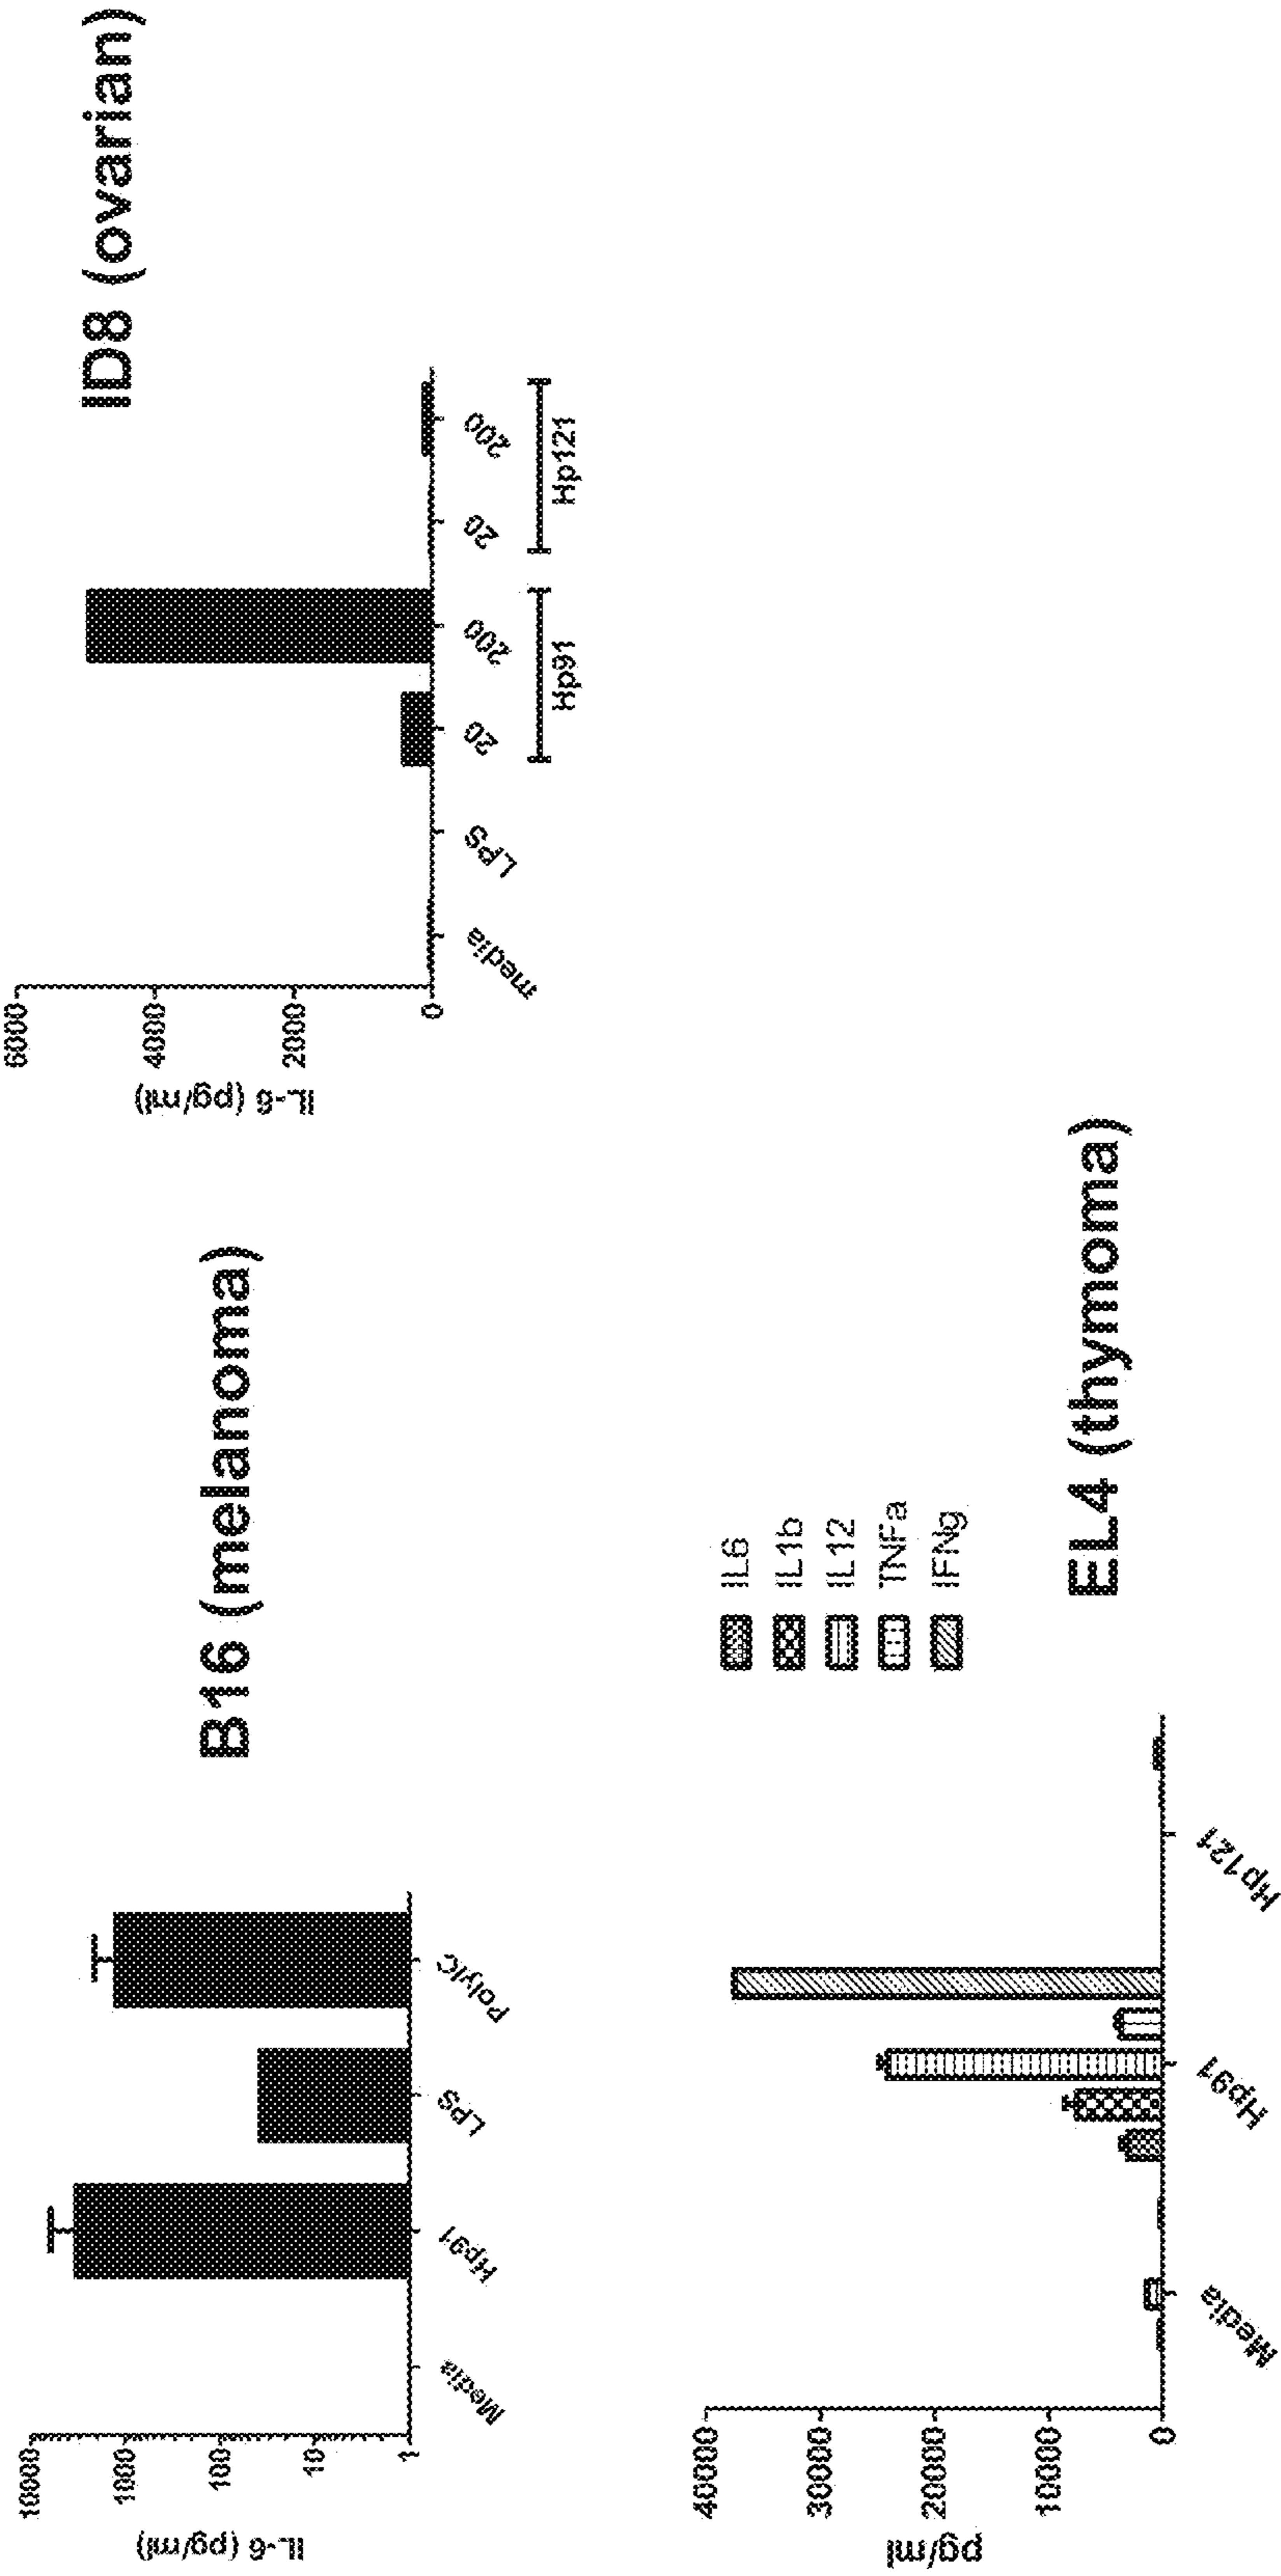 B16 (melanoma)
IL-6 (pg/ml)
10000
1000
100
10
1
Media
Hp91
LPS
PolyIC
ID8 (ovarian)
IL-6 (pg/ml)
6000
4000
2000
0
media
LPS
20
200
20
200
Hp91
Hp121
EL4 (thymoma)
pg/ml
40000
30000
20000
10000
0
Media
Hp91
Hp121
IL6
IL1b
IL12
TNFa
IFNg